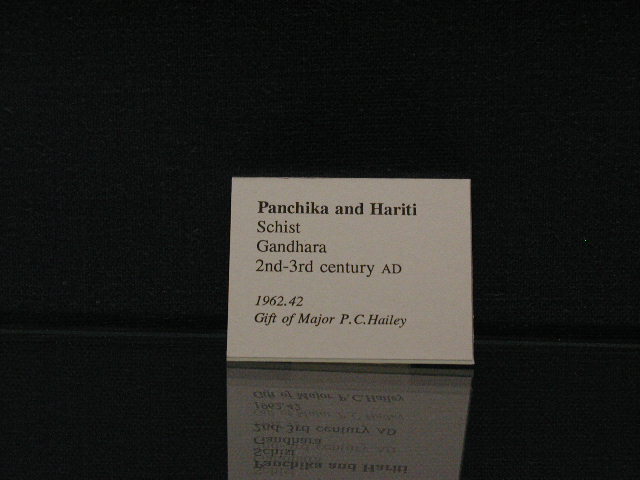 Panchika and Hariti
Schist
Gandhara
2nd-3rd century AD
1962.42
Gift of Major P.C.Hailey